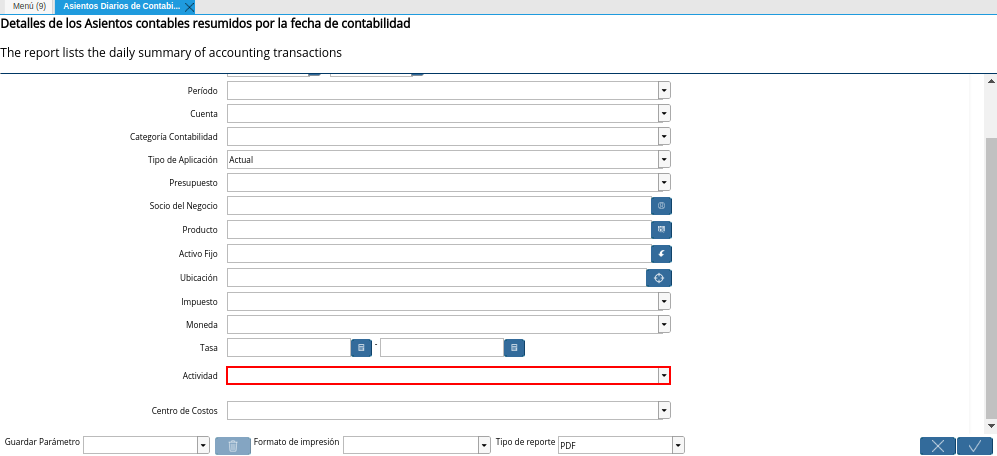 Menú (9)
Asientos Diarios de Contabi...
Detalles de los Asientos contables resumidos por la fecha de contabilidad
The report lists the daily summary of accounting transactions
Período
Cuenta
Categoría Contabilidad
Tipo de Aplicación Actual
Presupuesto
Socio del Negocio
Producto
Activo Fijo
Ubicación
Impuesto
Moneda
Tasa -
Actividad
Centro de Costos
Guardar Parámetro Formato de impresión Tipo de reporte PDF